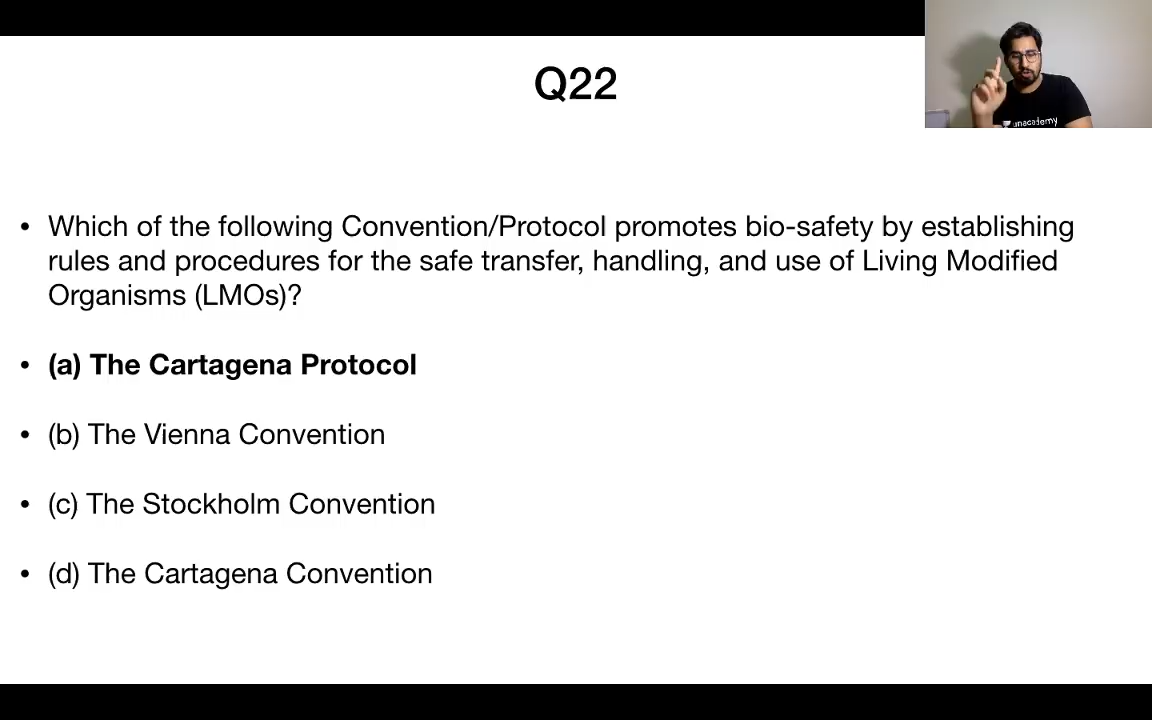 Q22
unacademy
• Which of the following Convention/Protocol promotes bio-safety by establishing
rules and procedures for the safe transfer, handling, and use of Living Modified
Organisms (LMOs)?
• (a) The Cartagena Protocol
• (b) The Vienna Convention
• (c) The Stockholm Convention
• (d) The Cartagena Convention